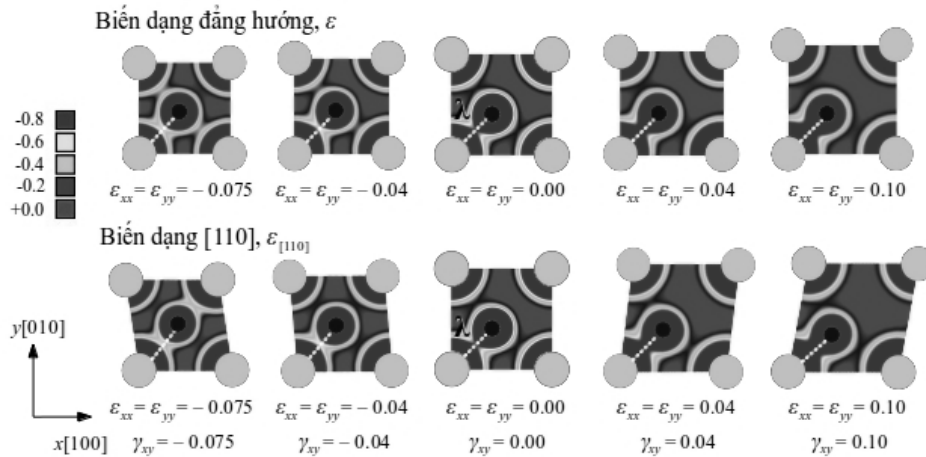 Biến dạng đẳng hướng, ε
-0.8
-0.6
-0.4
-0.2
+0.0
λ
εxx = εyy = − 0.075
εxx = εyy = − 0.04
εxx = εyy = 0.00
εxx = εyy = 0.04
εxx = εyy = 0.10
Biến dạng [110], ε[110]
λ
y[010]
x[100]
εxx = εyy = − 0.075
εxx = εyy = − 0.04
εxx = εyy = 0.00
εxx = εyy = 0.04
εxx = εyy = 0.10
γxy = − 0.075
γxy = − 0.04
γxy = 0.00
γxy = 0.04
γxy = 0.10